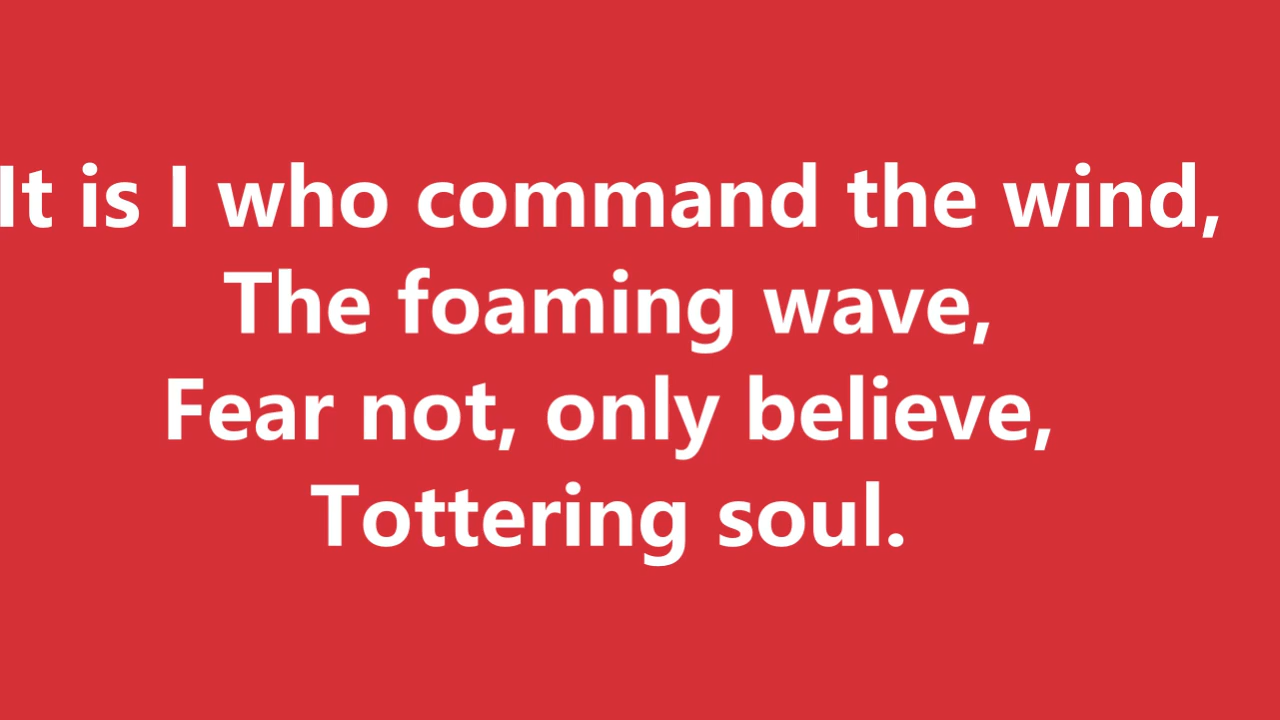 It is I who command the wind,
The foaming wave,
Fear not, only believe,
Tottering soul.